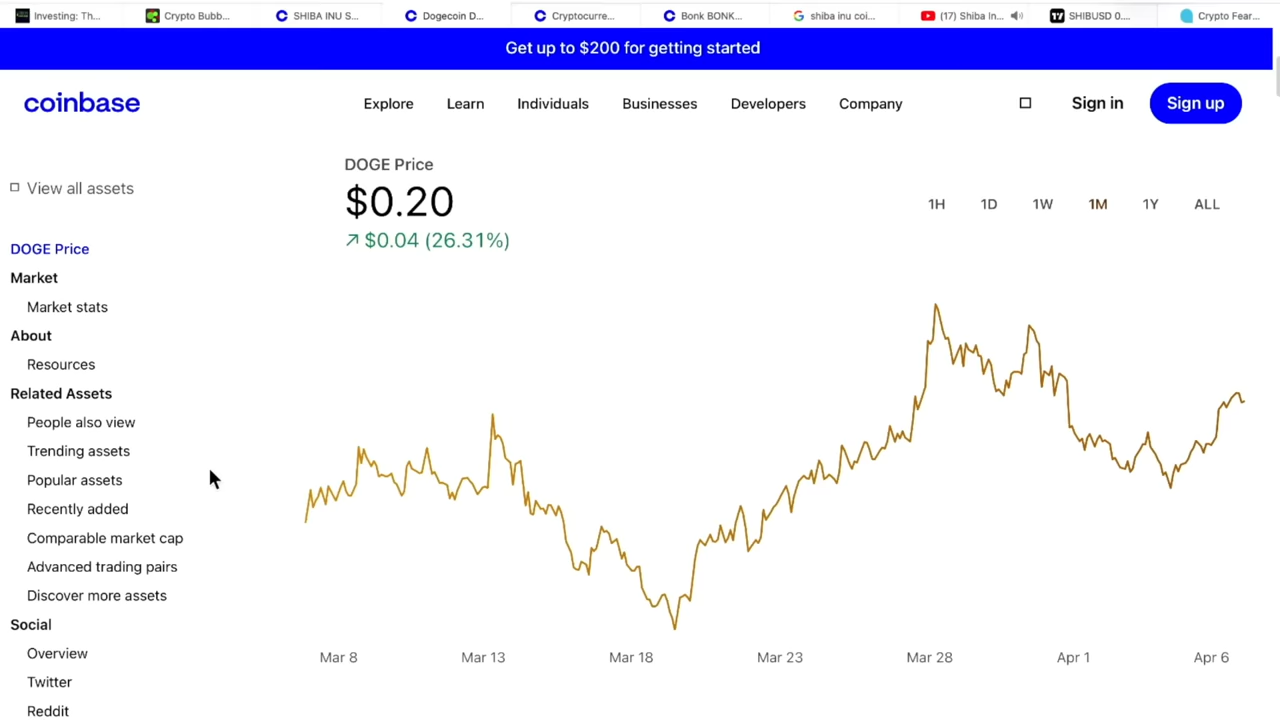 Investing: Th...
Crypto Bubb...
SHIBA INU S...
Dogecoin D...
Cryptocurre...
Bonk BONK...
shiba inu coi...
(17) Shiba In...
SHIBUSD 0....
Crypto Fear...
Get up to $200 for getting started
coinbase
Explore
Learn
Individuals
Businesses
Developers
Company
Sign in
Sign up
View all assets
DOGE Price
Market
Market stats
About
Resources
Related Assets
People also view
Trending assets
Popular assets
Recently added
Comparable market cap
Advanced trading pairs
Discover more assets
Social
Overview
Twitter
Reddit
DOGE Price
$0.20
$0.04 (26.31%)
1H
1D
1W
1M
1Y
ALL
Mar 8
Mar 13
Mar 18
Mar 23
Mar 28
Apr 1
Apr 6